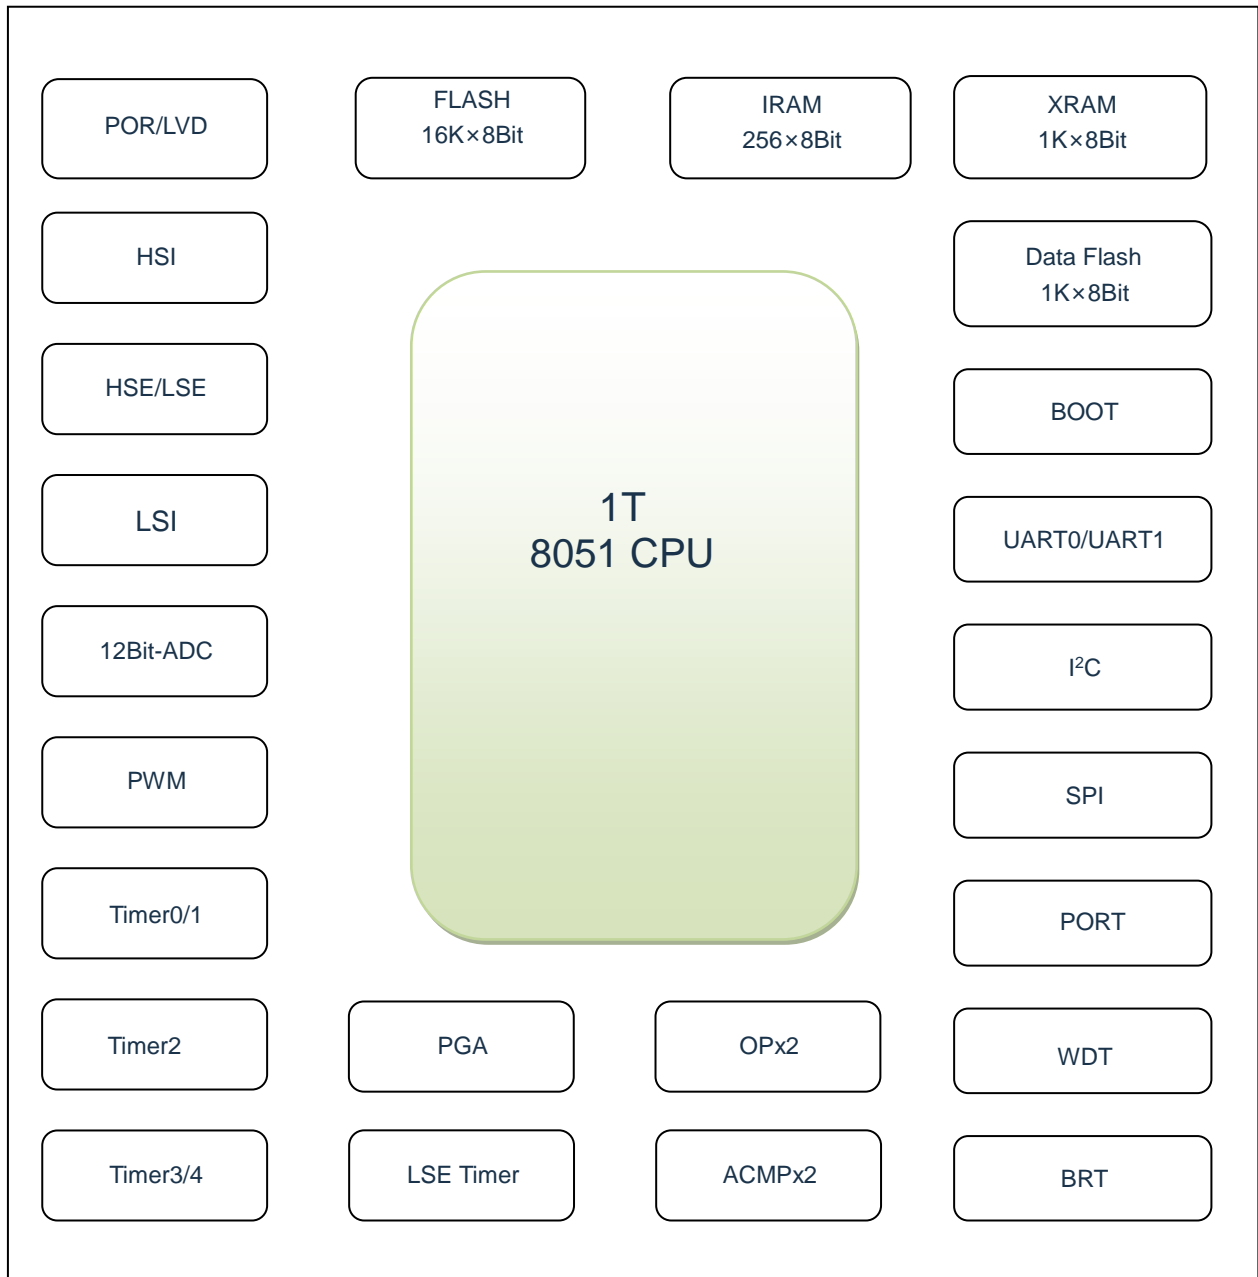 POR/LVD
FLASH
16K×8Bit
IRAM
256×8Bit
XRAM
1K×8Bit
HSI
Data Flash
1K×8Bit
HSE/LSE
BOOT
LSI
1T
8051 CPU
UART0/UART1
12Bit-ADC
I²C
PWM
SPI
Timer0/1
PORT
Timer2
PGA
OPx2
WDT
Timer3/4
LSE Timer
ACMPx2
BRT